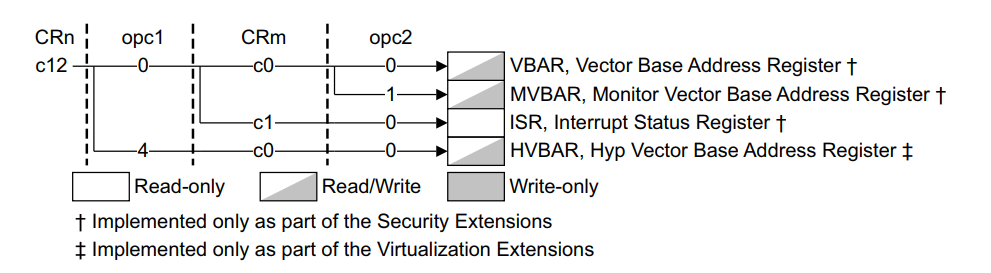 CRn opc1 CRm opc2
c12 0 c0 0 VBAR, Vector Base Address Register †
1 MVBAR, Monitor Vector Base Address Register †
c1 0 ISR, Interrupt Status Register †
4 c0 0 HVBAR, Hyp Vector Base Address Register ‡
Read-only Read/Write Write-only
† Implemented only as part of the Security Extensions
‡ Implemented only as part of the Virtualization Extensions